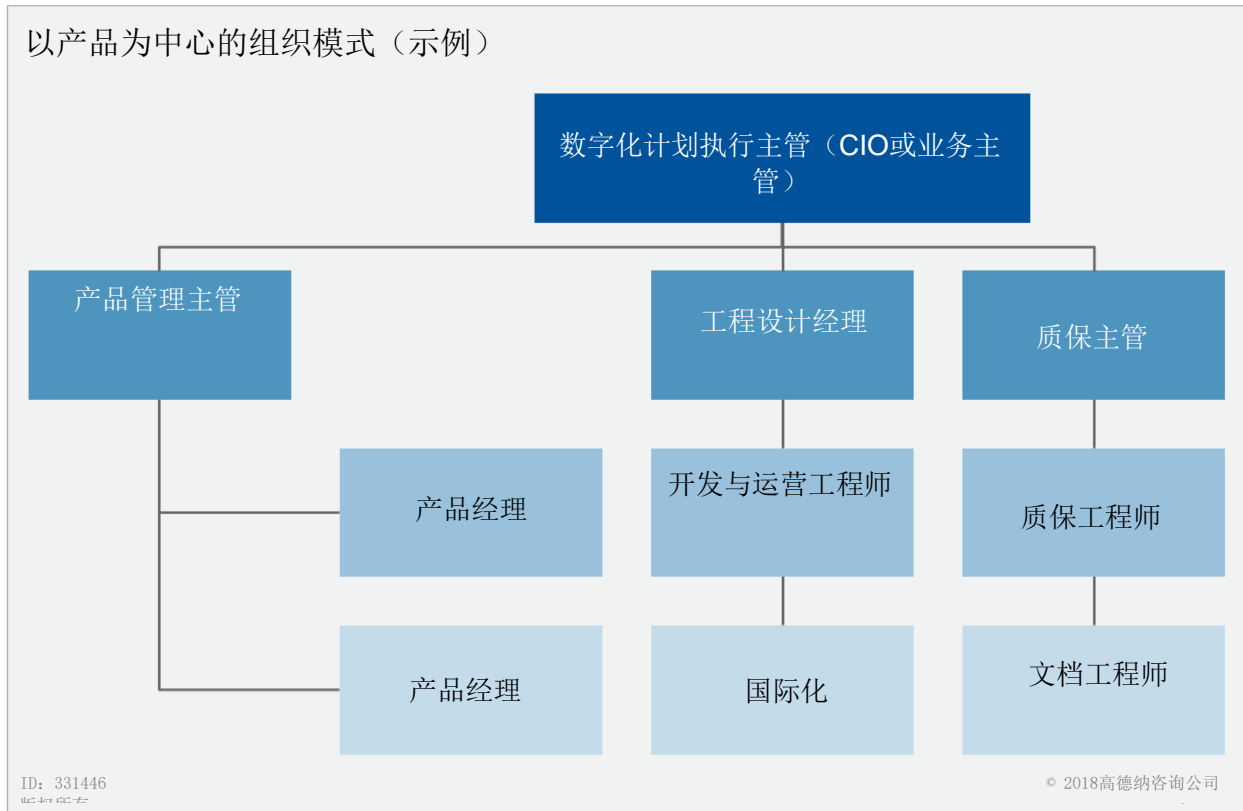 以产品为中心的组织模式（示例）
数字化计划执行主管（CIO或业务主
管）
产品管理主管
工程设计经理
质保主管
产品经理
开发与运营工程师
质保工程师
产品经理
国际化
文档工程师
ID: 331446
© 2018高德纳咨询公司
版权所有